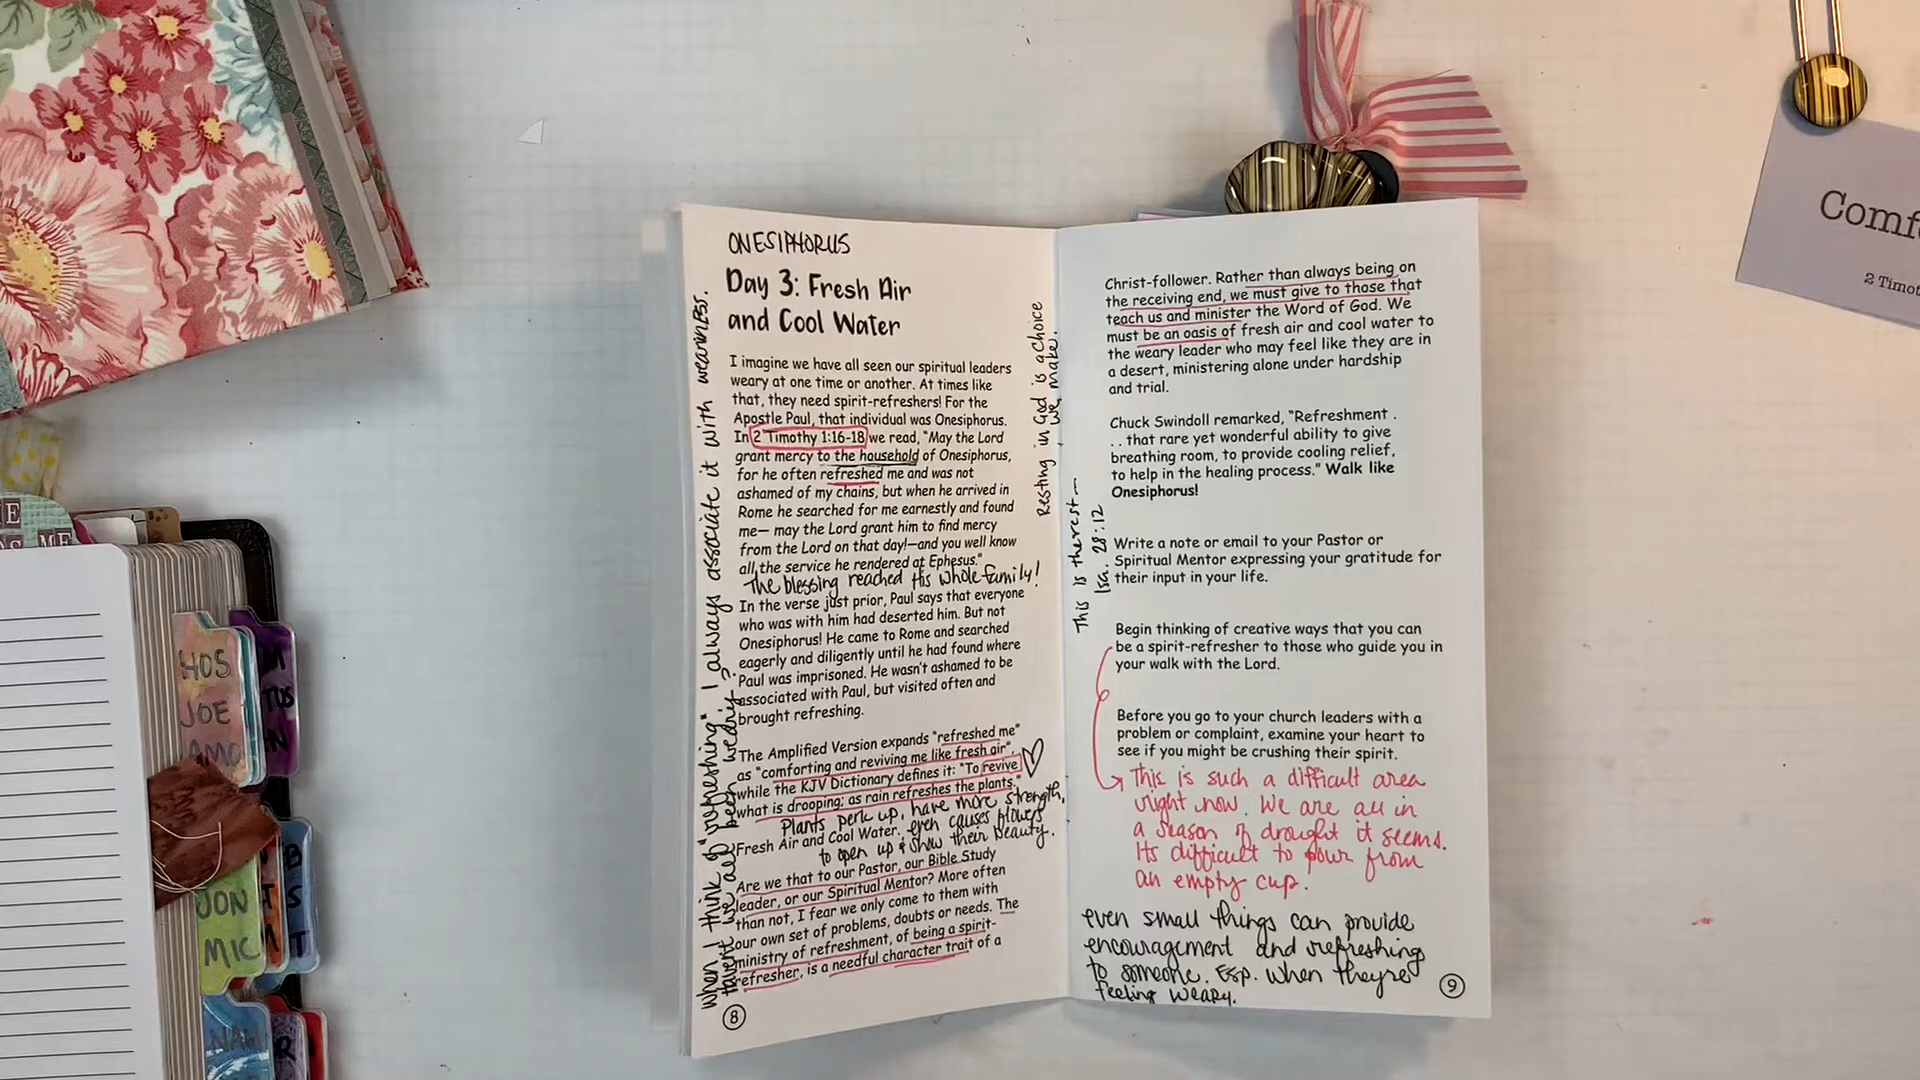 ONESIPHORUS
Day 3: Fresh Air
and Cool Water
I imagine we have all seen our spiritual leaders
weary at one time or another. At times like
that, they need spirit-refreshers! For the
Apostle Paul, that individual was Onesiphorus.
In 2 Timothy 1:16-18 we read, "May the Lord
grant mercy to the household of Onesiphorus,
for he often refreshed me and was not
ashamed of my chains, but when he arrived in
Rome he searched for me earnestly and found
me— may the Lord grant him to find mercy
from the Lord on that day!—and you well know
all the service he rendered at Ephesus."
The blessing reached His whole family!
In the verse just prior, Paul says that everyone
who was with him had deserted him. But not
Onesiphorus! He came to Rome and searched
eagerly and diligently until he had found where
Paul was imprisoned. He wasn't ashamed to be
associated with Paul, but visited often and
brought refreshing.
The Amplified Version expands "refreshed me"
as "comforting and reviving me like fresh air",
while the KJV Dictionary defines it: "To revive
what is drooping; as rain refreshes the plants."
Plants perk up, have more strength,
Fresh Air and Cool Water. even causes flowers
to open up & show their beauty.
Are we that to our Pastor, our Bible Study
leader, or our Spiritual Mentor? More often
than not, I fear we only come to them with
our own set of problems, doubts or needs. The
ministry of refreshment, of being a spirit-
refresher, is a needful character trait of a
8
when I think of "refreshing" I always associate it with weariness.
havent we all been weary?
Resting in God is a choice
we make.
This is the rest—
Isa. 28:12
Christ-follower. Rather than always being on
the receiving end, we must give to those that
teach us and minister the Word of God. We
must be an oasis of fresh air and cool water to
the weary leader who may feel like they are in
a desert, ministering alone under hardship
and trial.
Chuck Swindoll remarked, "Refreshment .
. . that rare yet wonderful ability to give
breathing room, to provide cooling relief,
to help in the healing process." Walk like
Onesiphorus!
Write a note or email to your Pastor or
Spiritual Mentor expressing your gratitude for
their input in your life.
Begin thinking of creative ways that you can
be a spirit-refresher to those who guide you in
your walk with the Lord.
Before you go to your church leaders with a
problem or complaint, examine your heart to
see if you might be crushing their spirit.
This is such a difficult area
right now. We are all in
a season of drought it seems.
Its difficult to pour from
an empty cup.
even small things can provide
encouragement and refreshing
to someone. Esp. when they're
feeling weary.
9
HOS
JOE
AMO
JON
MIC
NAH
Comf
2 Timot